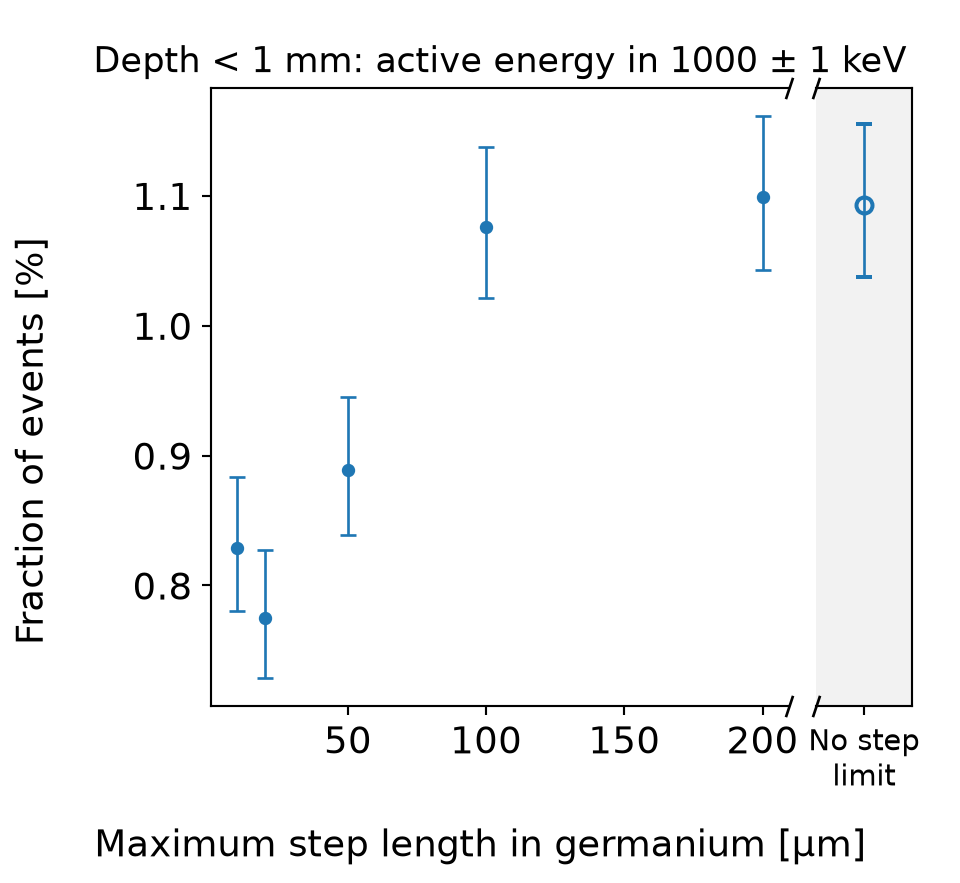 Depth < 1 mm: active energy in 1000 ± 1 keV
Fraction of events [%]
1.1
1.0
0.9
0.8
50 100 150 200 No step
limit
Maximum step length in germanium [µm]